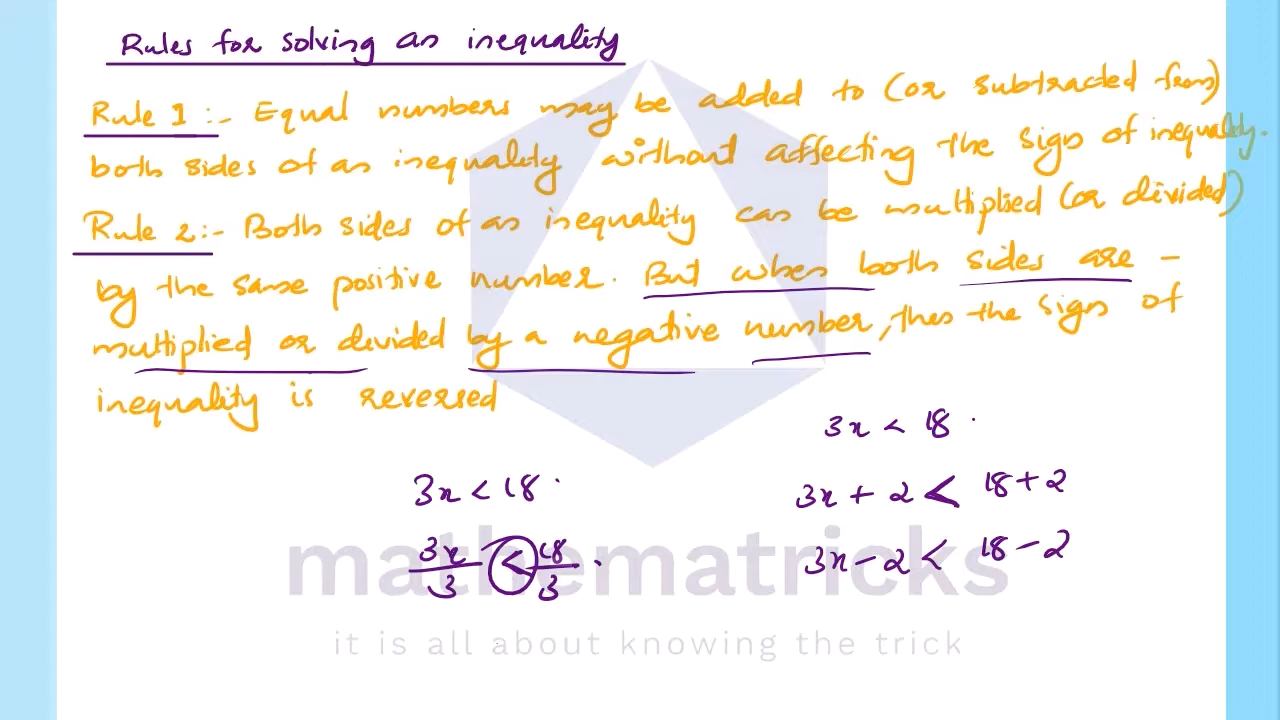 Rules for solving an inequality
Rule 1 :- Equal numbers may be added to (or subtracted from)
both sides of an inequality without affecting the sign of inequality.
Rule 2 :- Both sides of an inequality can be multiplied (or divided)
by the same positive number. But when both sides are -
multiplied or divided by a negative number, then the sign of
inequality is reversed
3x < 18
3x < 18
3x + 2 < 18 + 2
3x/3 < 18/3
3x - 2 < 18 - 2
mathematricks
it is all about knowing the trick